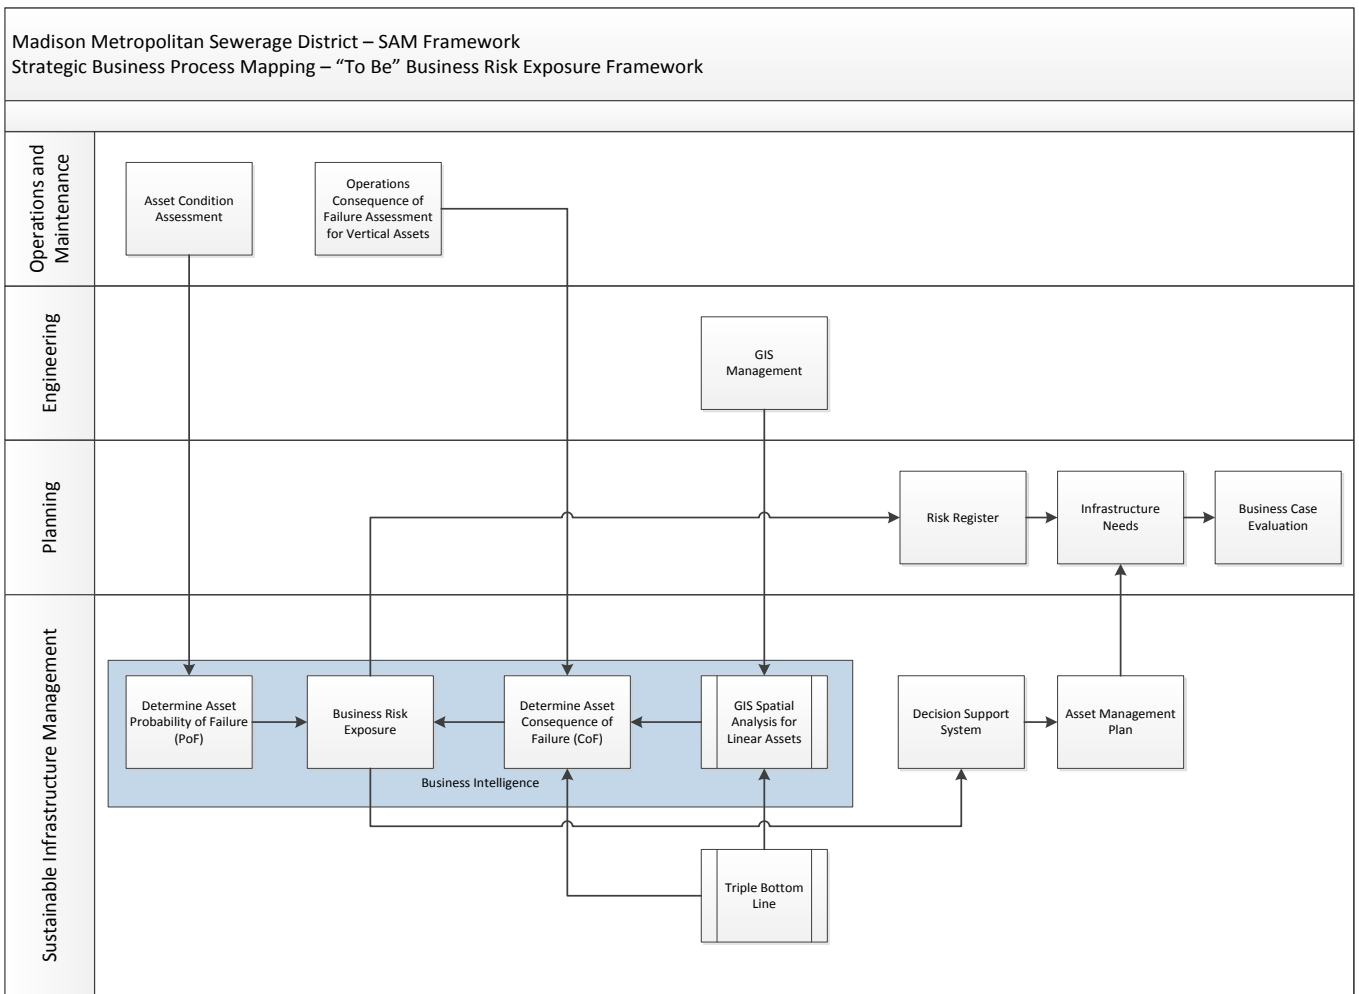 Madison Metropolitan Sewerage District – SAM Framework
Strategic Business Process Mapping – “To Be” Business Risk Exposure Framework
Operations and
Maintenance
Asset Condition
Assessment
Operations
Consequence of
Failure Assessment
for Vertical Assets
Engineering
GIS
Management
Planning
Risk Register
Infrastructure
Needs
Business Case
Evaluation
Sustainable Infrastructure Management
Determine Asset
Probability of Failure
(PoF)
Business Risk
Exposure
Determine Asset
Consequence of
Failure (CoF)
GIS Spatial
Analysis for
Linear Assets
Decision Support
System
Asset Management
Plan
Business Intelligence
Triple Bottom
Line